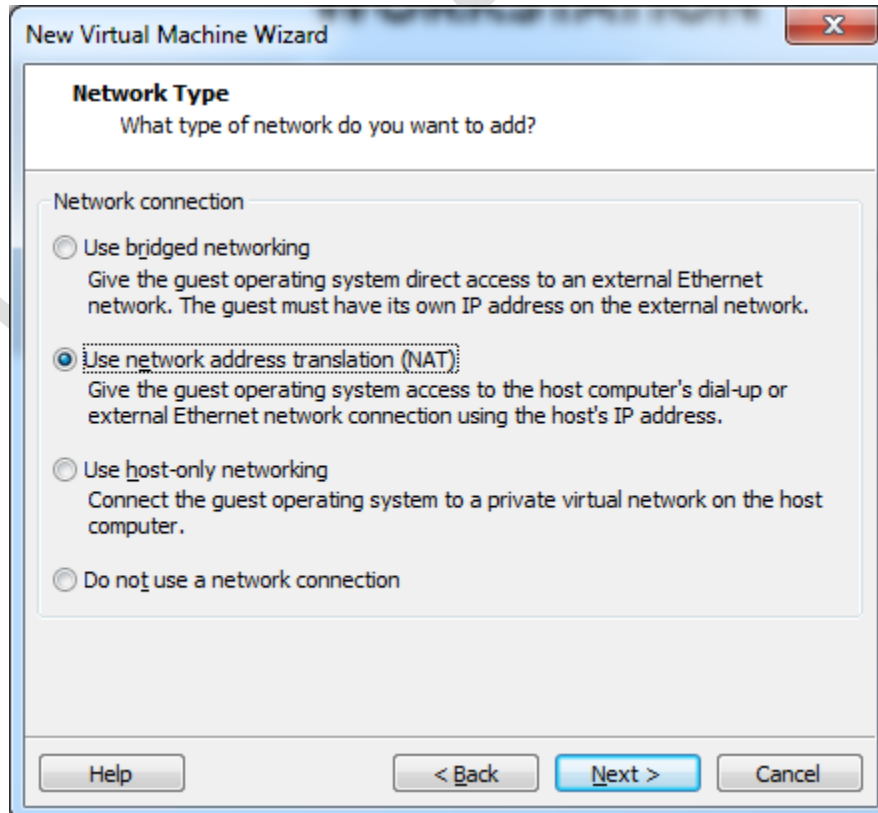 New Virtual Machine Wizard
Network Type
What type of network do you want to add?
Network connection
Use bridged networking
Give the guest operating system direct access to an external Ethernet
network. The guest must have its own IP address on the external network.
Use network address translation (NAT)
Give the guest operating system access to the host computer's dial-up or
external Ethernet network connection using the host's IP address.
Use host-only networking
Connect the guest operating system to a private virtual network on the host
computer.
Do not use a network connection
Help
< Back
Next >
Cancel